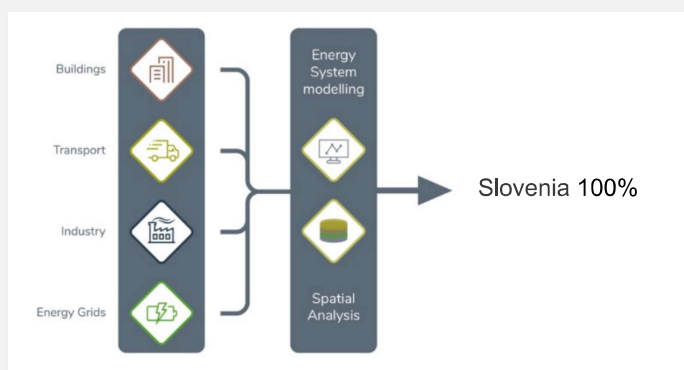 Buildings
Transport
Industry
Energy Grids
Energy
System
modelling
Spatial
Analysis
Slovenia 100%